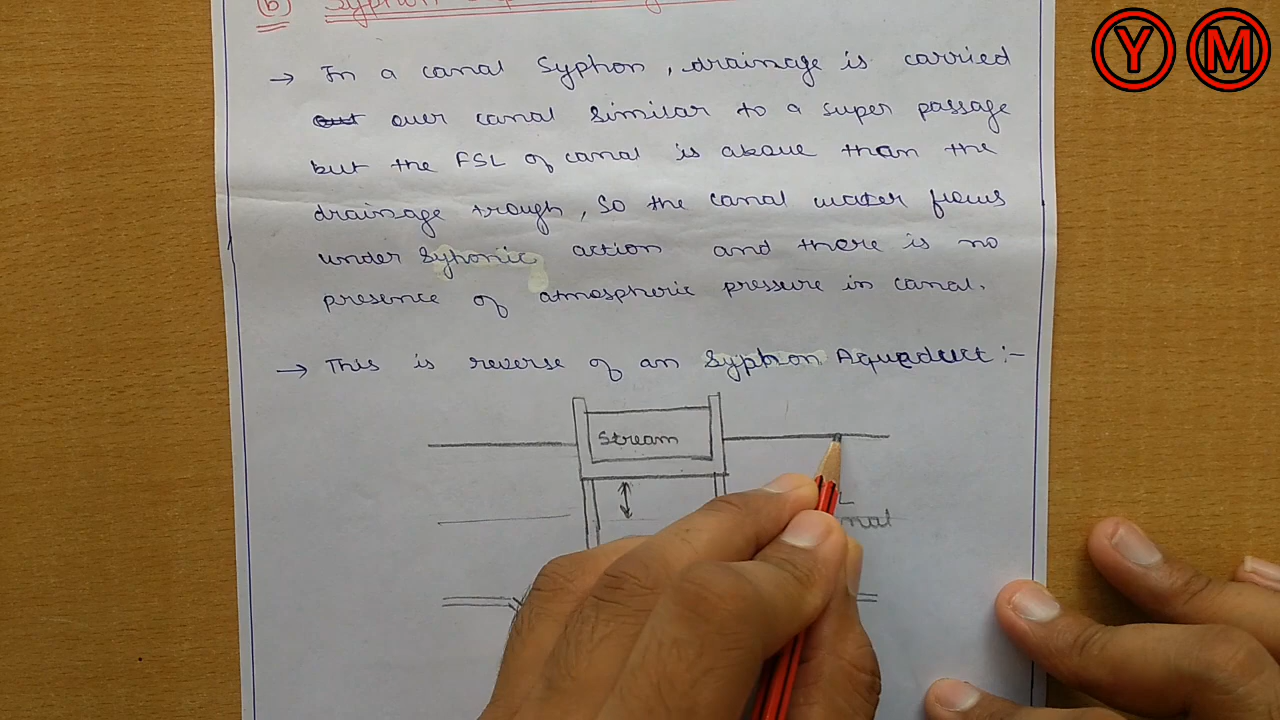 (b)
→ In a canal Syphon, drainage is carried
out over canal similar to a super passage
but the FSL of canal is above than the
drainage trough, So the canal water flows
under Syhonic action and there is no
presence of atmospheric pressure in canal.
→ This is reverse of an Syphon Aqueduct :-
Stream
Y M